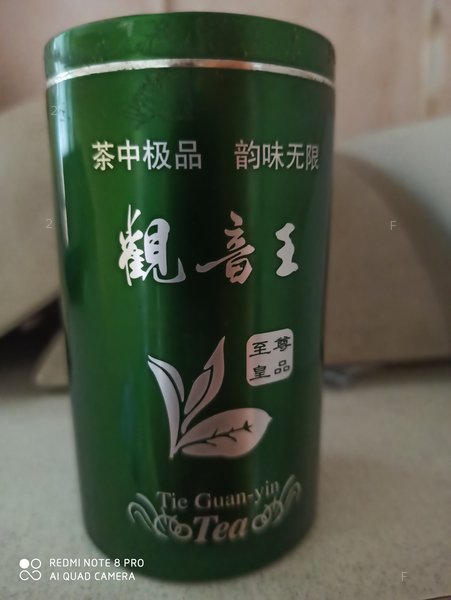 茶中极品 韵味无限
觀音王
至尊
皇品
Tie Guan-yin
Tea
REDMI NOTE 8 PRO
AI QUAD CAMERA